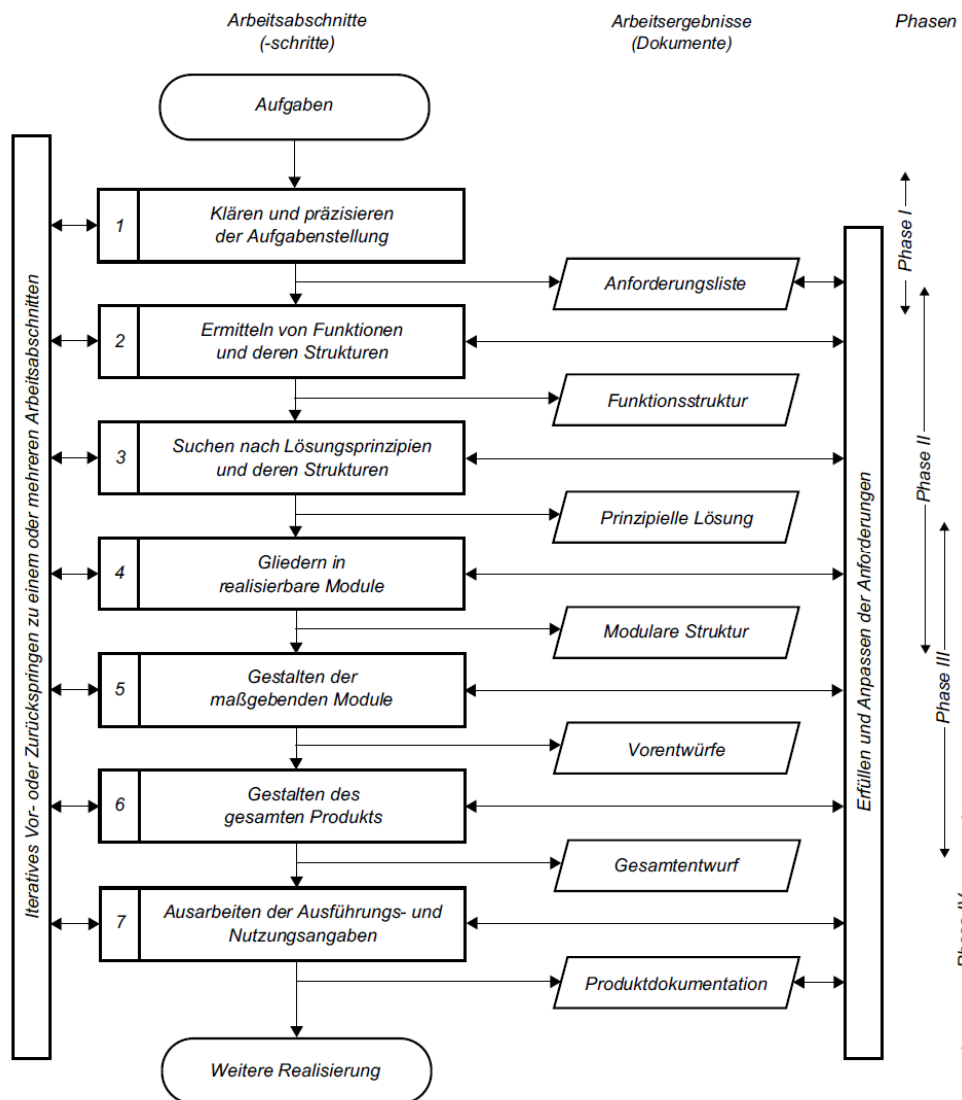 Arbeitsabschnitte
(-schritte)
Arbeitsergebnisse
(Dokumente)
Phasen
Aufgaben
Iteratives Vor- oder Zurückspringen zu einem oder mehreren Arbeitsabschnitten
1
Klären und präzisieren
der Aufgabenstellung
Anforderungsliste
2
Ermitteln von Funktionen
und deren Strukturen
Funktionsstruktur
3
Suchen nach Lösungsprinzipien
und deren Strukturen
Prinzipielle Lösung
4
Gliedern in
realisierbare Module
Modulare Struktur
5
Gestalten der
maßgebenden Module
Vorentwürfe
6
Gestalten des
gesamten Produkts
Gesamtentwurf
7
Ausarbeiten der Ausführungs- und
Nutzungsangaben
Produktdokumentation
Weitere Realisierung
Erfüllen und Anpassen der Anforderungen
Phase I
Phase II
Phase III